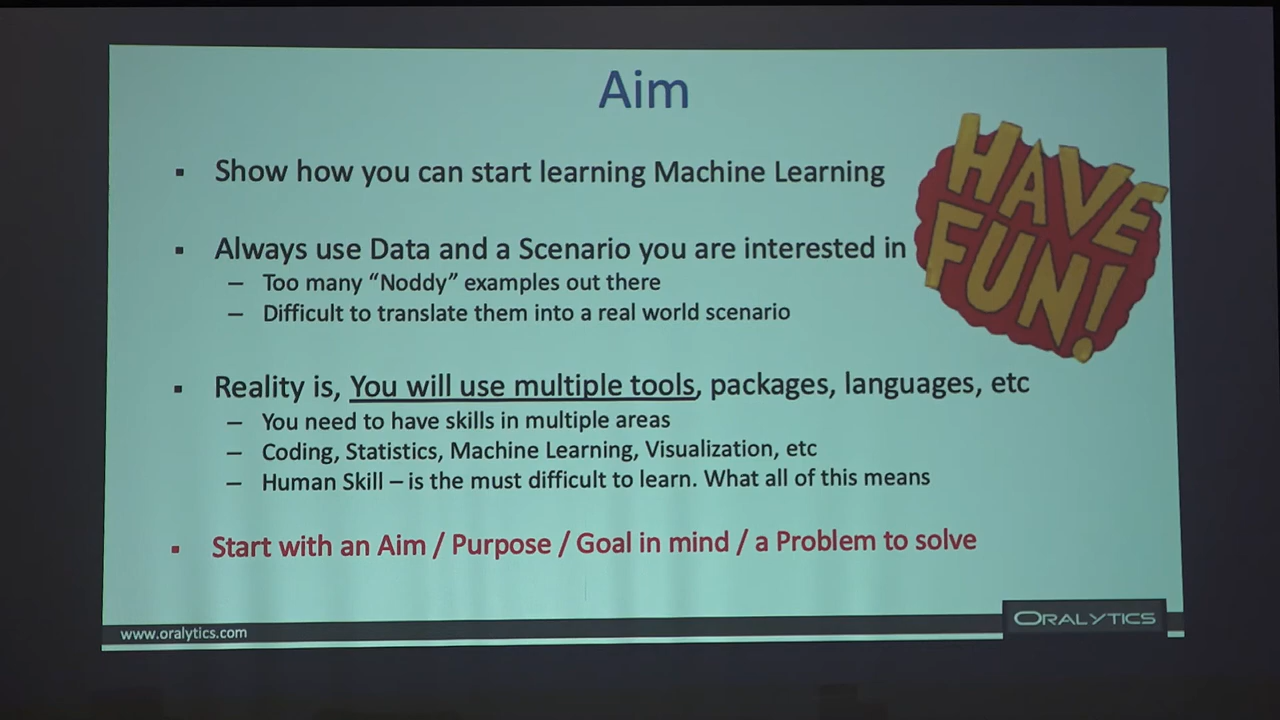 Aim
▪ Show how you can start learning Machine Learning
▪ Always use Data and a Scenario you are interested in
– Too many “Noddy” examples out there
– Difficult to translate them into a real world scenario
HAVE
FUN!
▪ Reality is, You will use multiple tools, packages, languages, etc
– You need to have skills in multiple areas
– Coding, Statistics, Machine Learning, Visualization, etc
– Human Skill – is the must difficult to learn. What all of this means
▪ Start with an Aim / Purpose / Goal in mind / a Problem to solve
www.oralytics.com
ORALYTICS